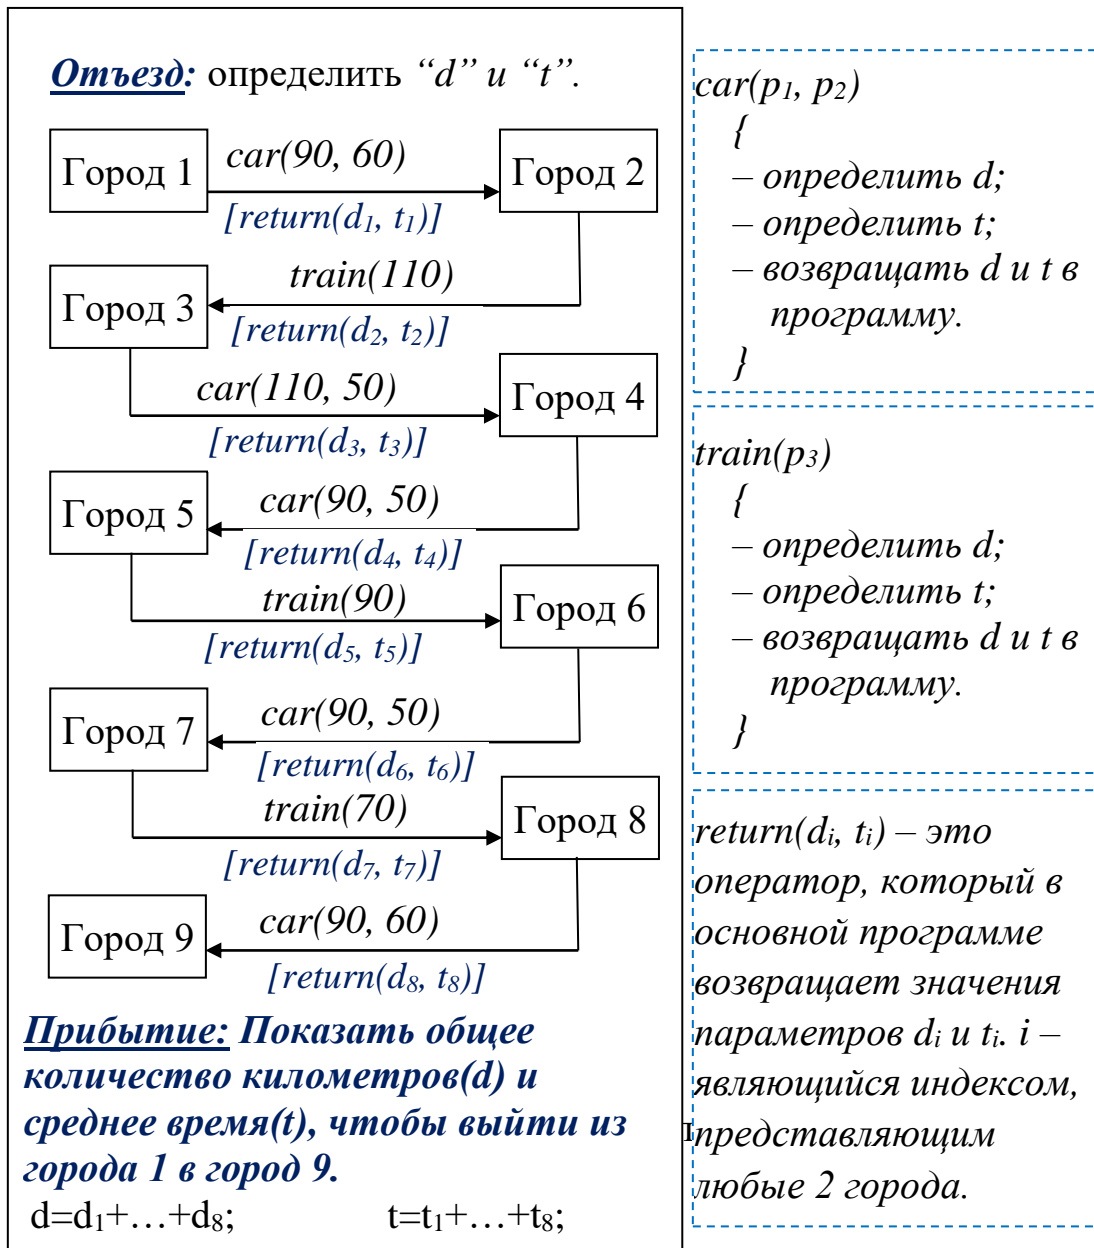 Отъезд: определить “d” и “t”.
Город 1
car(90, 60)
Город 2
[return(d₁, t₁)]
train(110)
Город 3
[return(d₂, t₂)]
car(110, 50)
Город 4
[return(d₃, t₃)]
car(90, 50)
Город 5
[return(d₄, t₄)]
train(90)
Город 6
[return(d₅, t₅)]
car(90, 50)
Город 7
[return(d₆, t₆)]
train(70)
Город 8
[return(d₇, t₇)]
car(90, 60)
Город 9
[return(d₈, t₈)]
Прибытие: Показать общее
количество километров(d) и
среднее время(t), чтобы выйти из
города 1 в город 9.
d=d₁+…+d₈; t=t₁+…+t₈;
car(p₁, p₂)
{
– определить d;
– определить t;
– возвращать d и t в
программу.
}
train(p₃)
{
– определить d;
– определить t;
– возвращать d и t в
программу.
}
return(dᵢ, tᵢ) – это
оператор, который в
основной программе
возвращает значения
параметров dᵢ и tᵢ. i –
являющийся индексом,
представляющим
любые 2 города.